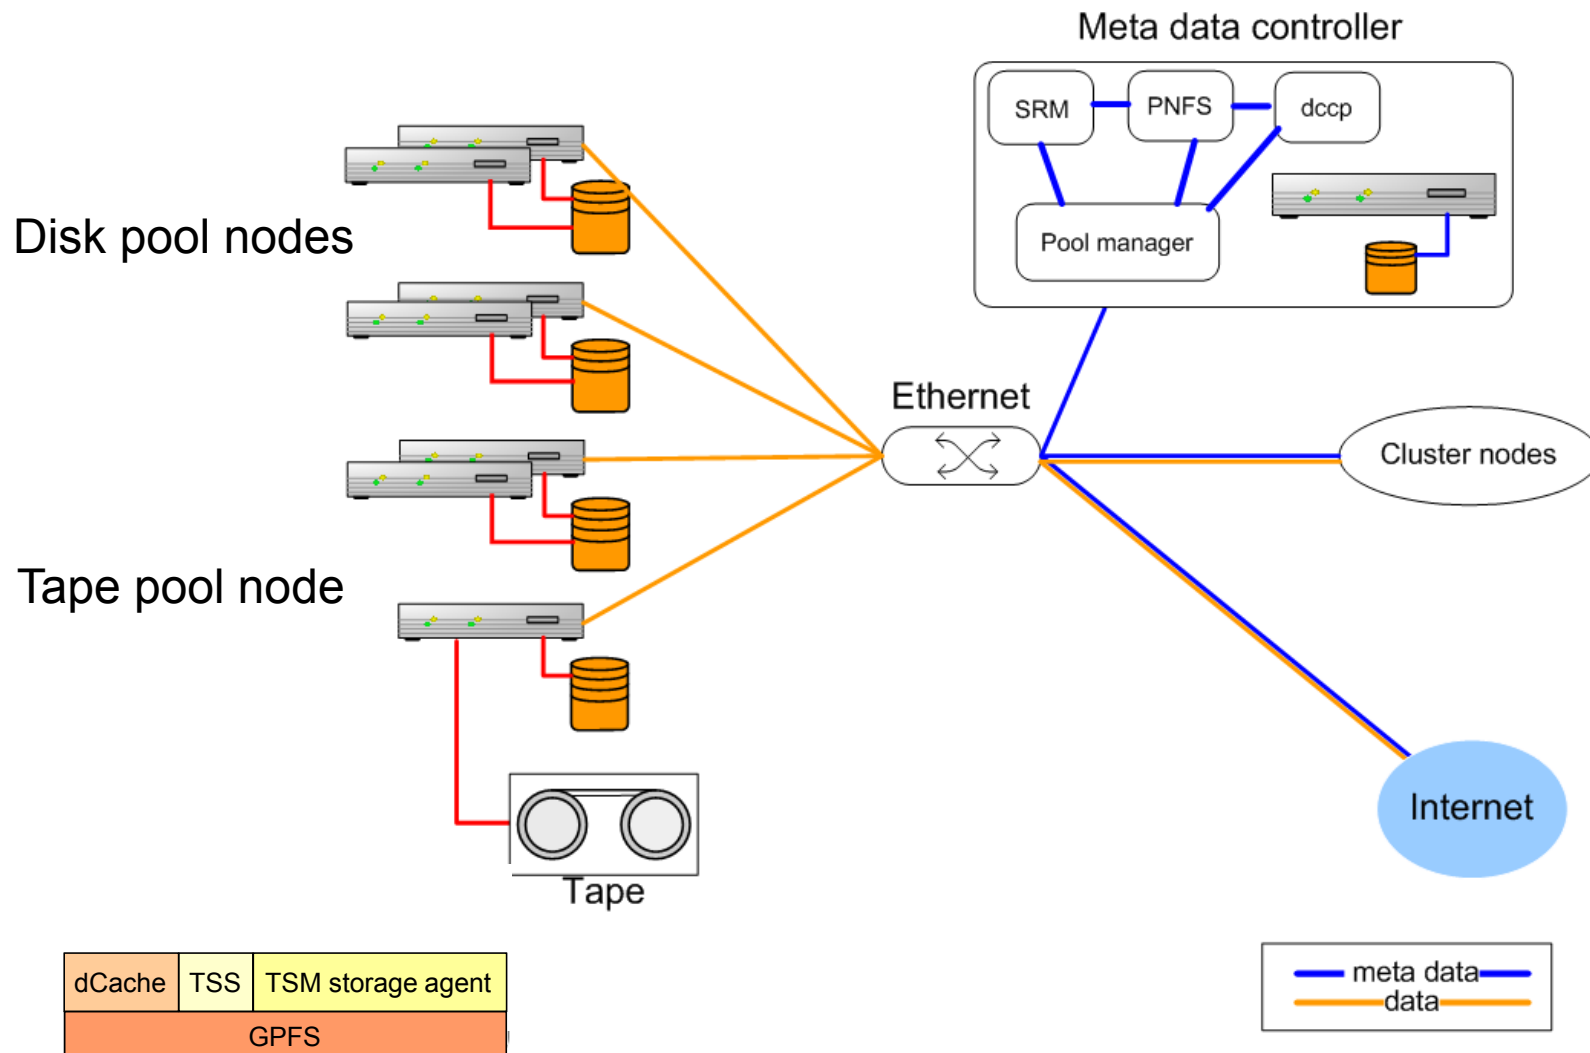 Meta data controller
SRM
PNFS
dccp
Pool manager
Disk pool nodes
Ethernet
Cluster nodes
Tape pool node
Internet
Tape
dCache
TSS
TSM storage agent
GPFS
meta data
data